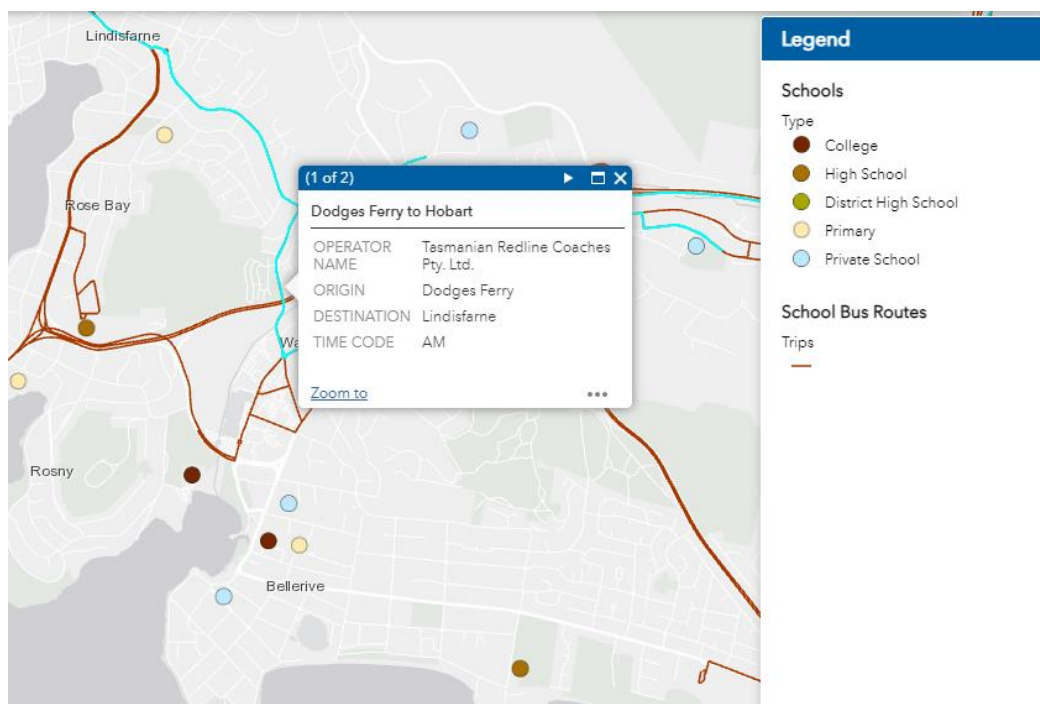 Lindisfarne
Rose Bay
Wa
Rosny
Bellerive
(1 of 2)
Dodges Ferry to Hobart
OPERATOR NAME Tasmanian Redline Coaches Pty. Ltd.
ORIGIN Dodges Ferry
DESTINATION Lindisfarne
TIME CODE AM
Zoom to
Legend
Schools
Type
College
High School
District High School
Primary
Private School
School Bus Routes
Trips